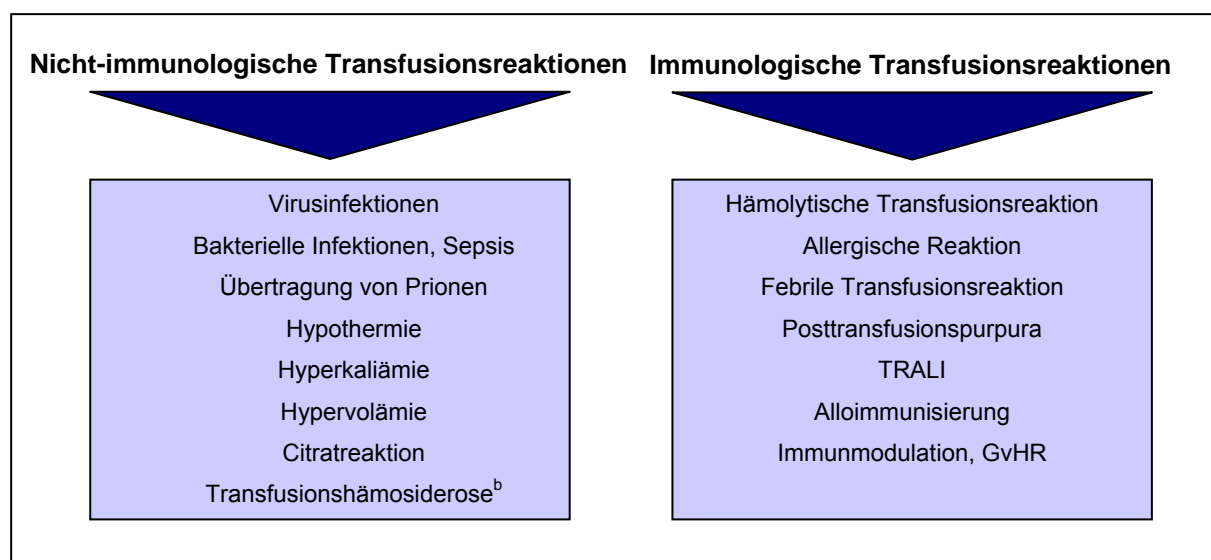 Nicht-immunologische Transfusionsreaktionen
Virusinfektionen
Bakterielle Infektionen, Sepsis
Übertragung von Prionen
Hypothermie
Hyperkaliämie
Hypervolämie
Citratreaktion
Transfusionshämosiderose^b
Immunologische Transfusionsreaktionen
Hämolytische Transfusionsreaktion
Allergische Reaktion
Febrile Transfusionsreaktion
Posttransfusionspurpura
TRALI
Alloimmunisierung
Immunmodulation, GvHR